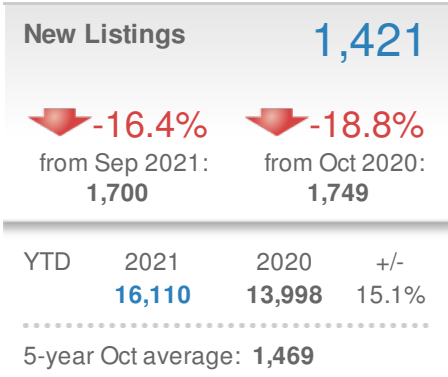 New Listings 1,421
-16.4% -18.8%
from Sep 2021: from Oct 2020:
1,700 1,749
YTD 2021 2020 +/-
16,110 13,998 15.1%
5-year Oct average: 1,469